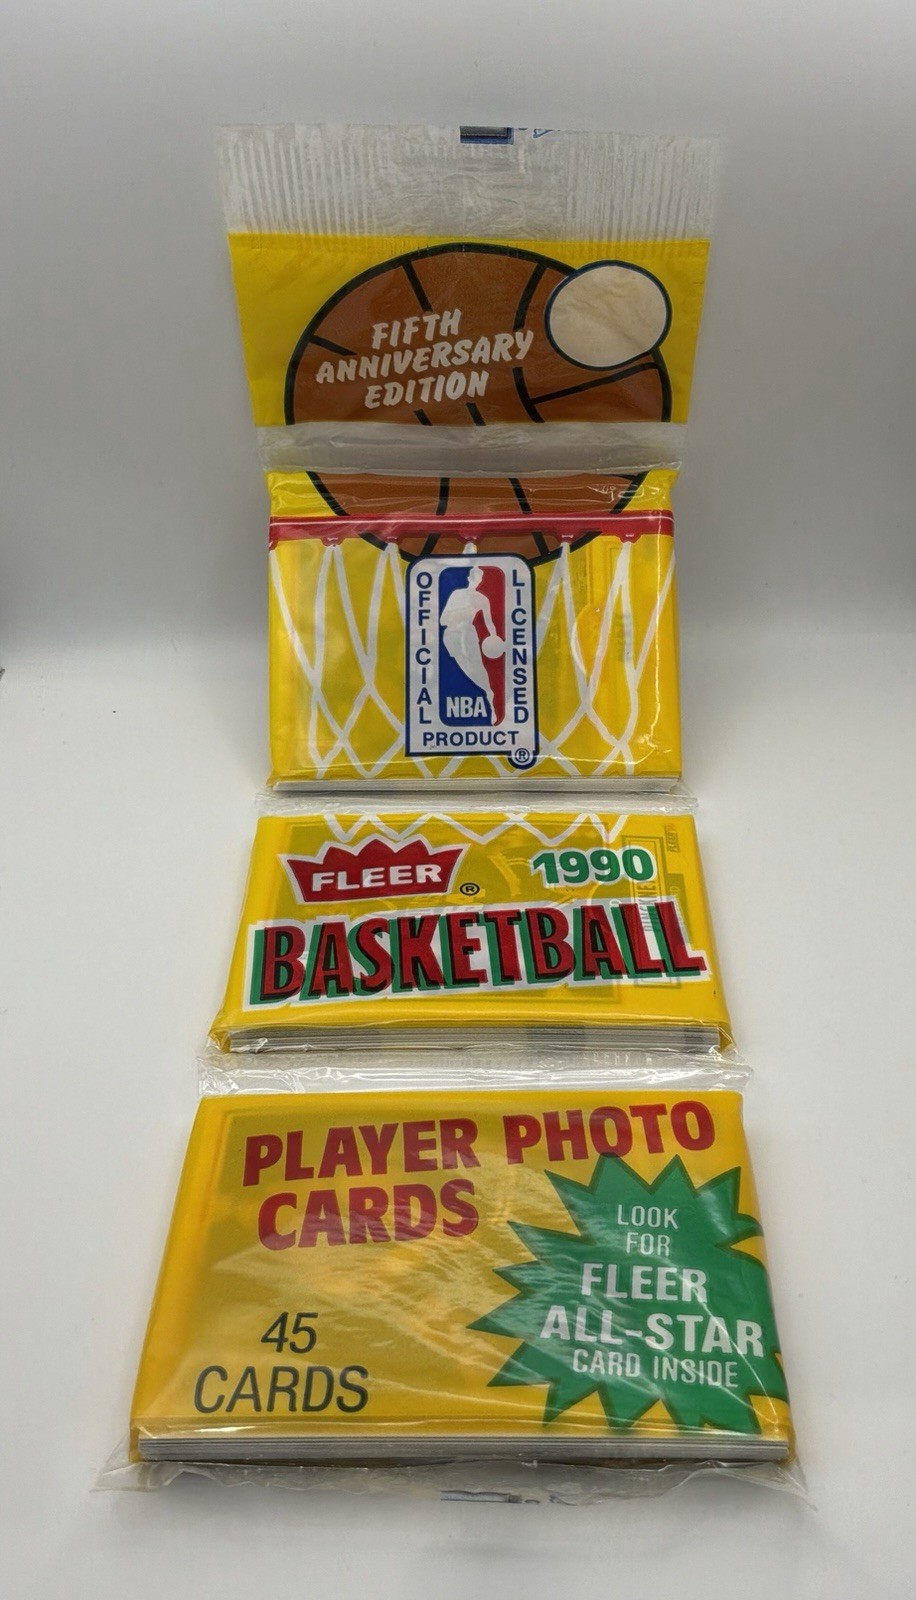 FIFTH
ANNIVERSARY
EDITION
OFFICIAL
LICENSED
NBA
PRODUCT
®
FLEER ®
1990
BASKETBALL
PLAYER PHOTO
CARDS
LOOK
FOR
FLEER
ALL-STAR
CARD INSIDE
45
CARDS